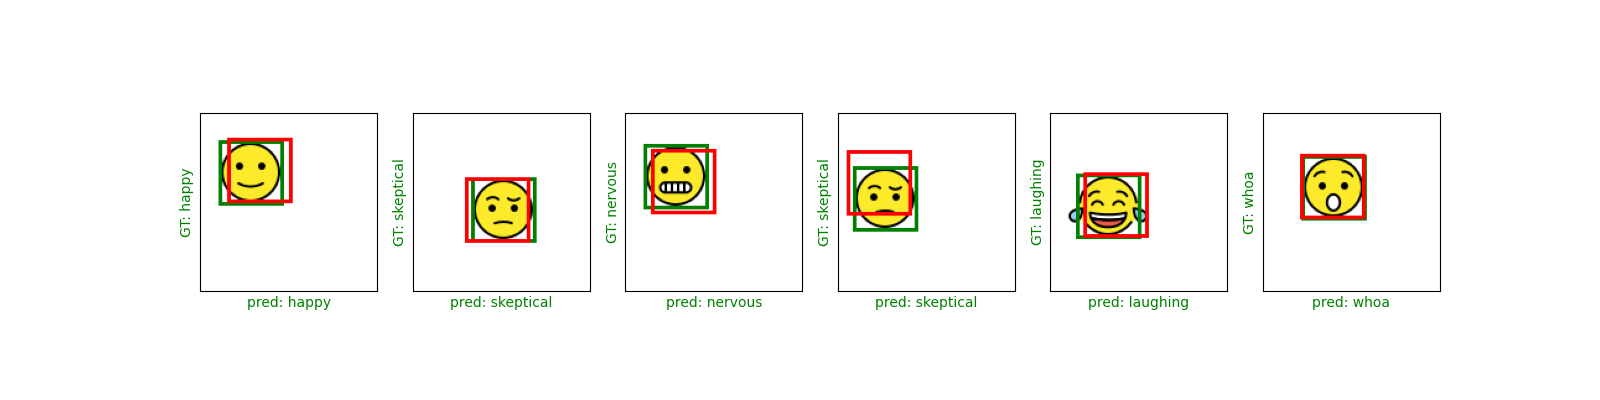 GT: happy
pred: happy
GT: skeptical
pred: skeptical
GT: nervous
pred: nervous
GT: skeptical
pred: skeptical
GT: laughing
pred: laughing
GT: whoa
pred: whoa